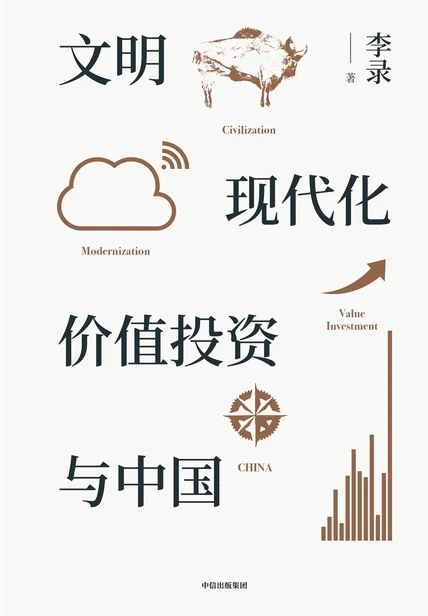 文明
李录
著
Civilization
现代化
Modernization
Value
Investment
价值投资
CHINA
与中国
中信出版集团